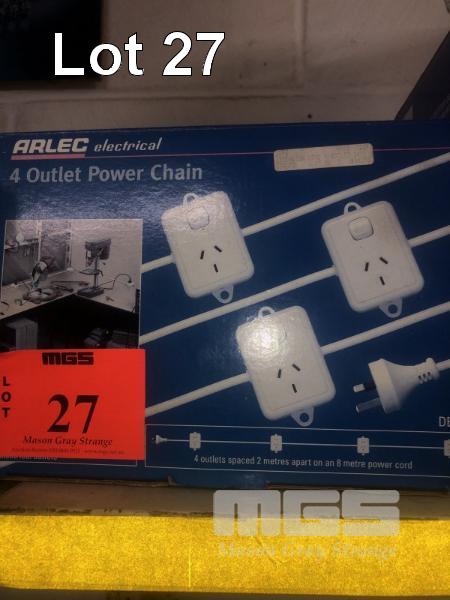 Lot 27
ARLEC electrical
4 Outlet Power Chain
MGS
LOT
27
Mason Gray Strange
4 outlets spaced 2 metres apart on an 8 metre power cord
MGS
Mason Gray Strange